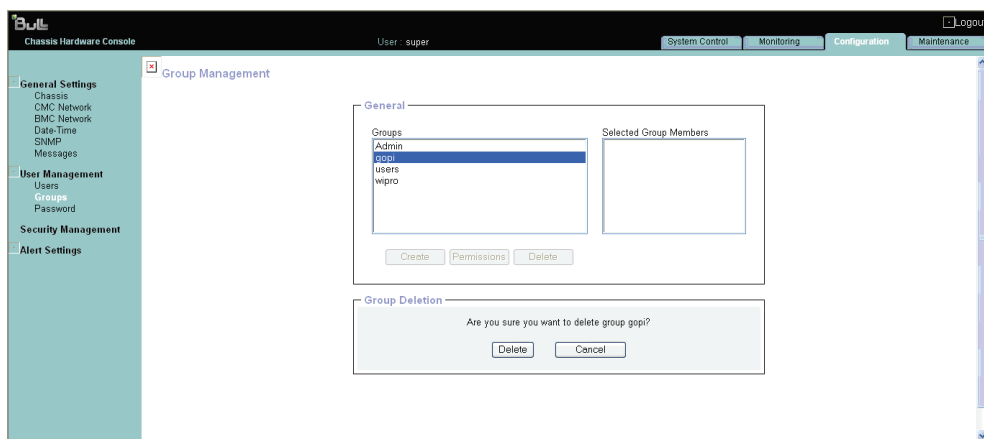 Bull
Logou
Chassis Hardware Console
User : super
System Control
Monitoring
Configuration
Maintenance
Group Management
General Settings
Chassis
CMC Network
BMC Network
Date-Time
SNMP
Messages
User Management
Users
Groups
Password
Security Management
Alert Settings
General
Groups
Selected Group Members
Admin
gopi
users
wipro
Create
Permissions
Delete
Group Deletion
Are you sure you want to delete group gopi?
Delete
Cancel